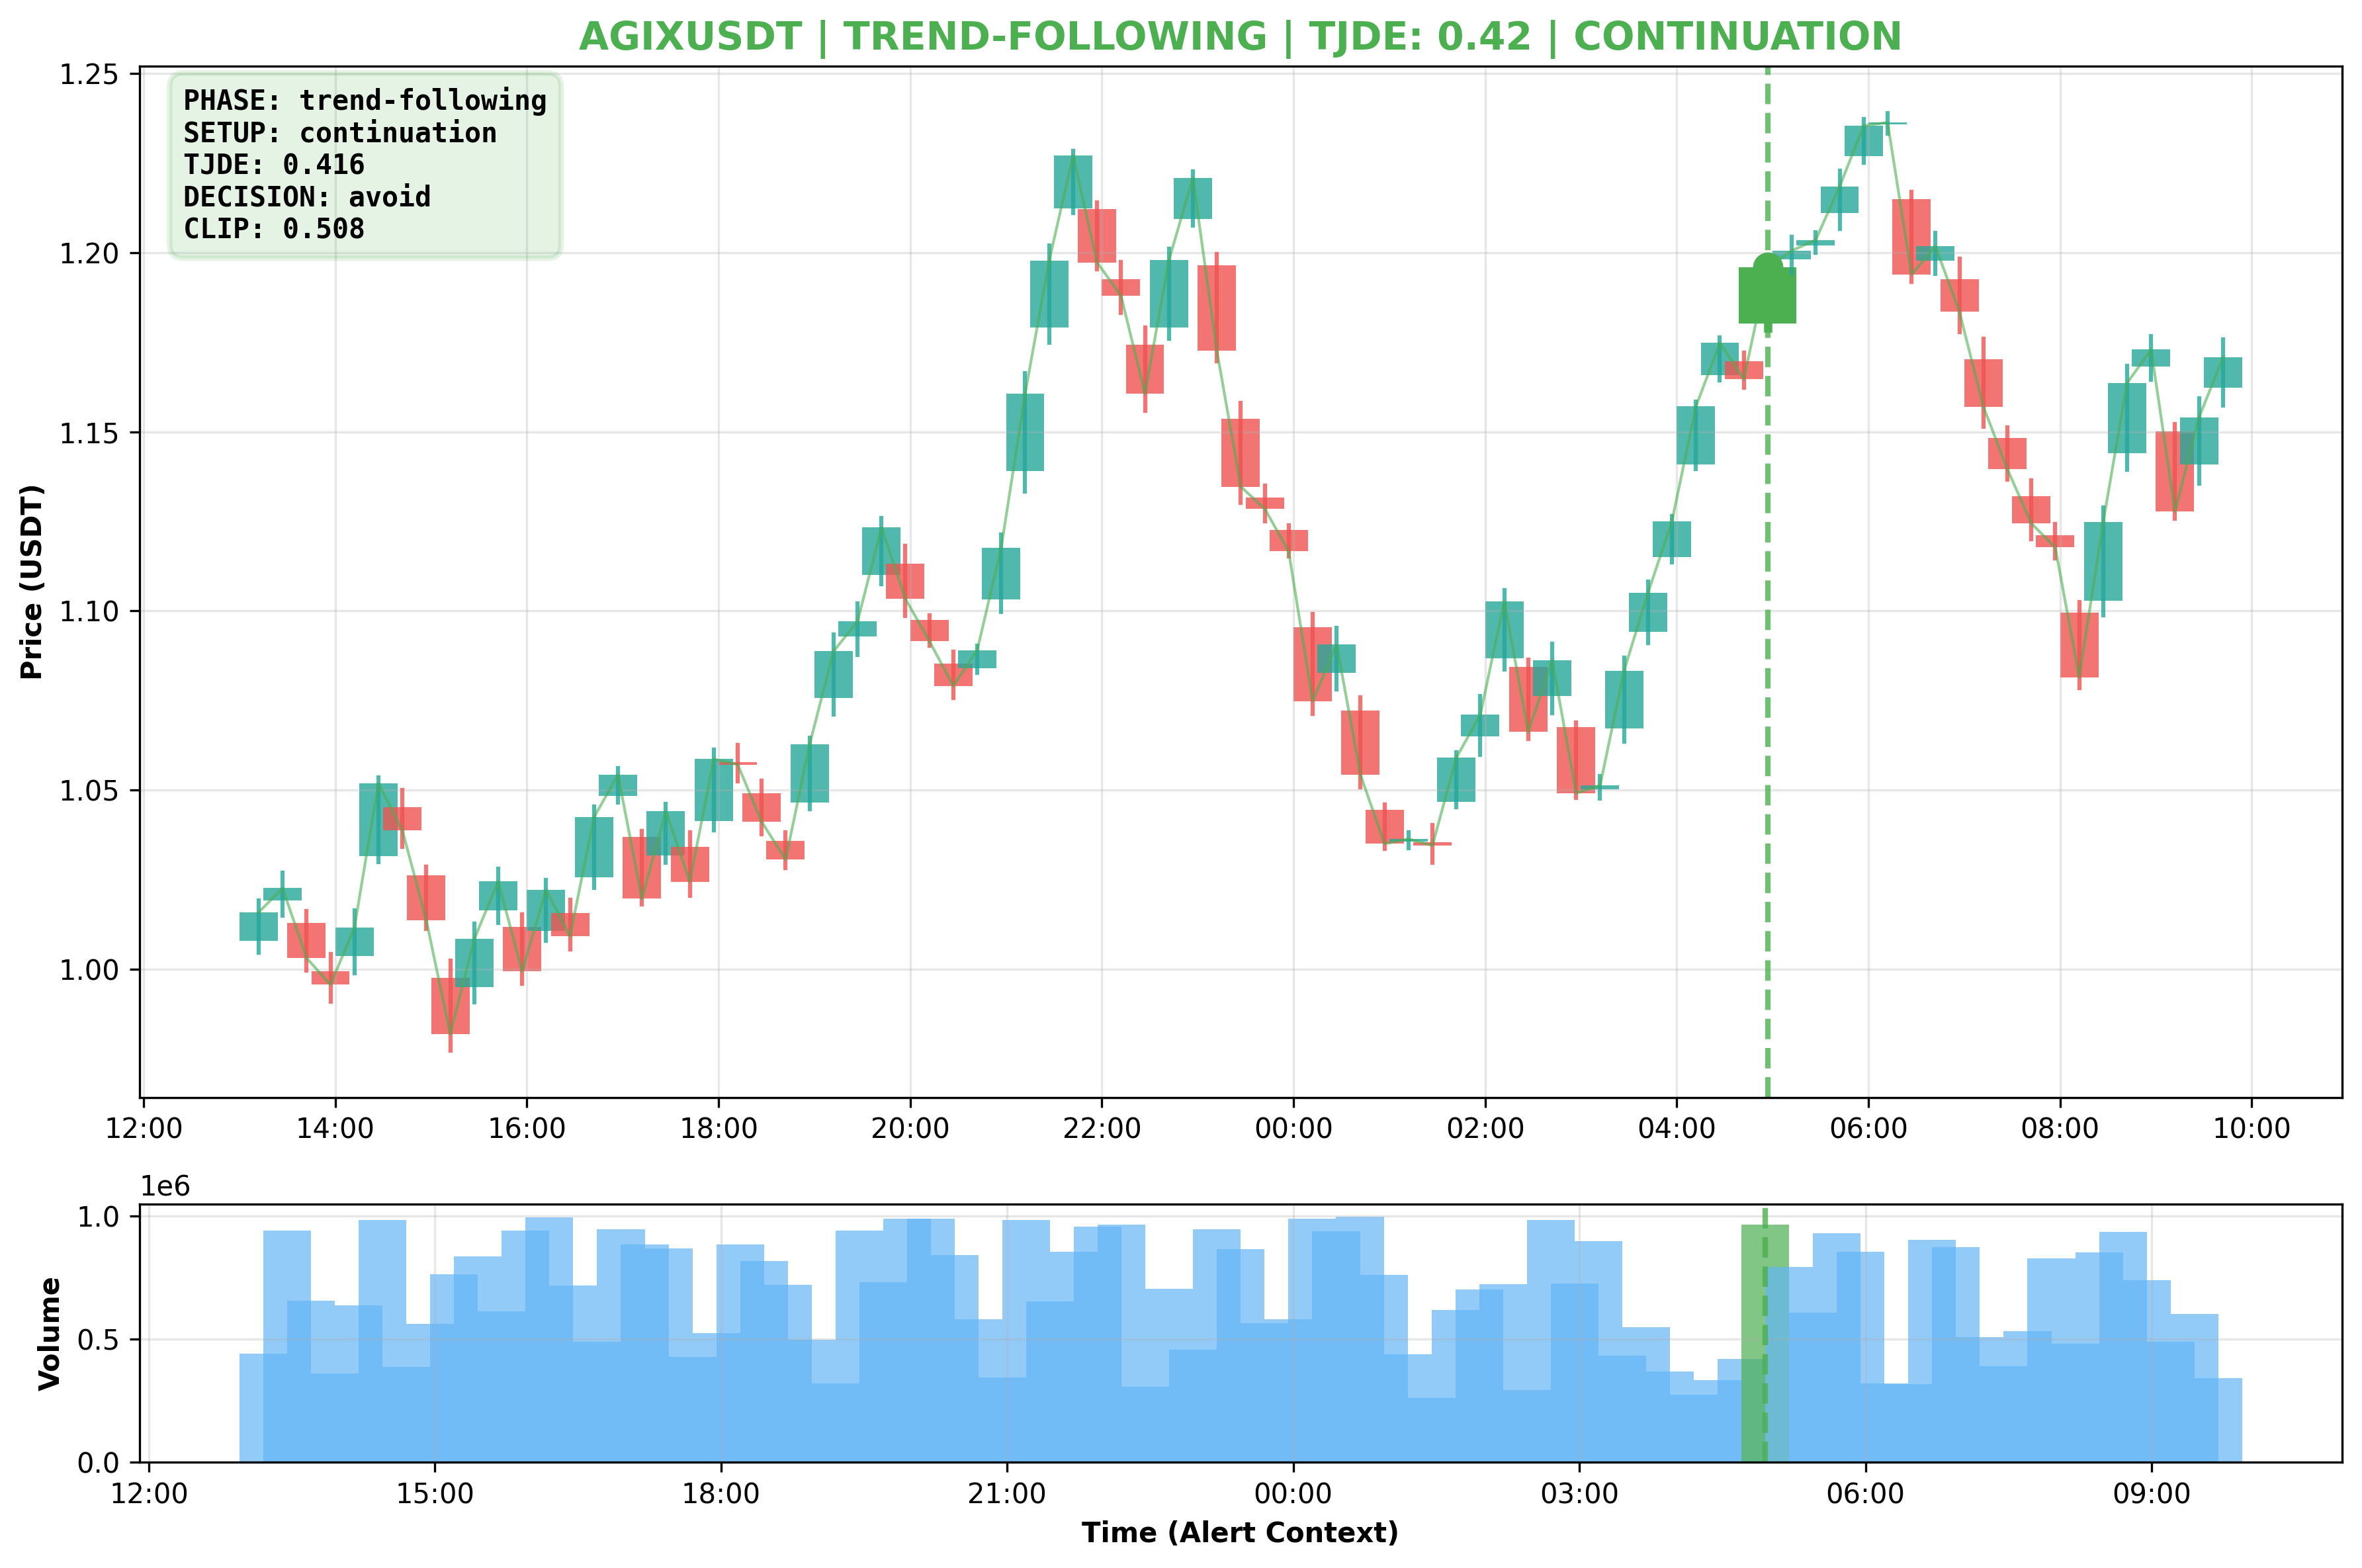 AGIXUSDT | TREND-FOLLOWING | TJDE: 0.42 | CONTINUATION
PHASE: trend-following
SETUP: continuation
TJDE: 0.416
DECISION: avoid
CLIP: 0.508
Price (USDT)
1.25
1.20
1.15
1.10
1.05
1.00
12:00 14:00 16:00 18:00 20:00 22:00 00:00 02:00 04:00 06:00 08:00 10:00
1e6
Volume
1.0
0.5
0.0
12:00 15:00 18:00 21:00 00:00 03:00 06:00 09:00
Time (Alert Context)